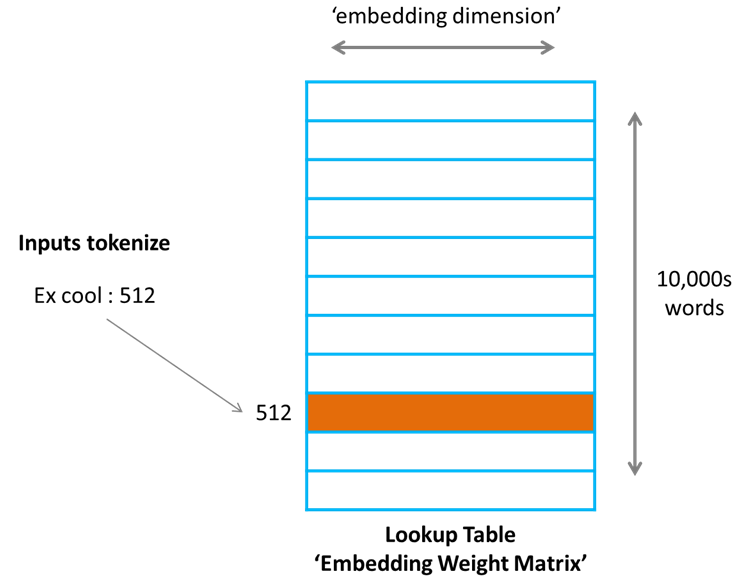 ‘embedding dimension’
Inputs tokenize
Ex cool : 512
10,000s
words
512
Lookup Table
‘Embedding Weight Matrix’